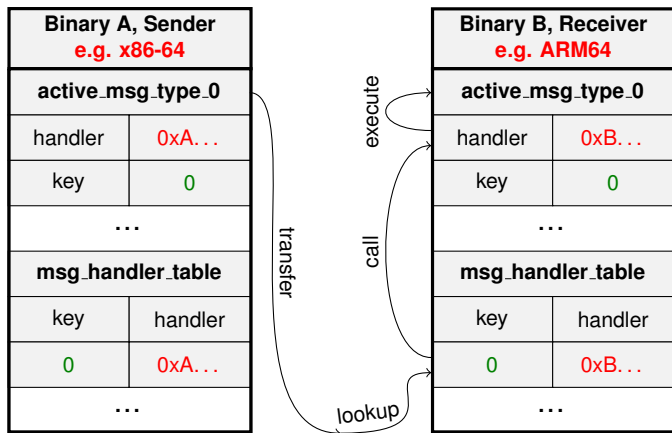 Binary A, Sender
e.g. x86-64
active_msg_type_0
handler 0xA...
key 0
...
msg_handler_table
key handler
0 0xA...
...
transfer
lookup
call
execute
Binary B, Receiver
e.g. ARM64
active_msg_type_0
handler 0xB...
key 0
...
msg_handler_table
key handler
0 0xB...
...